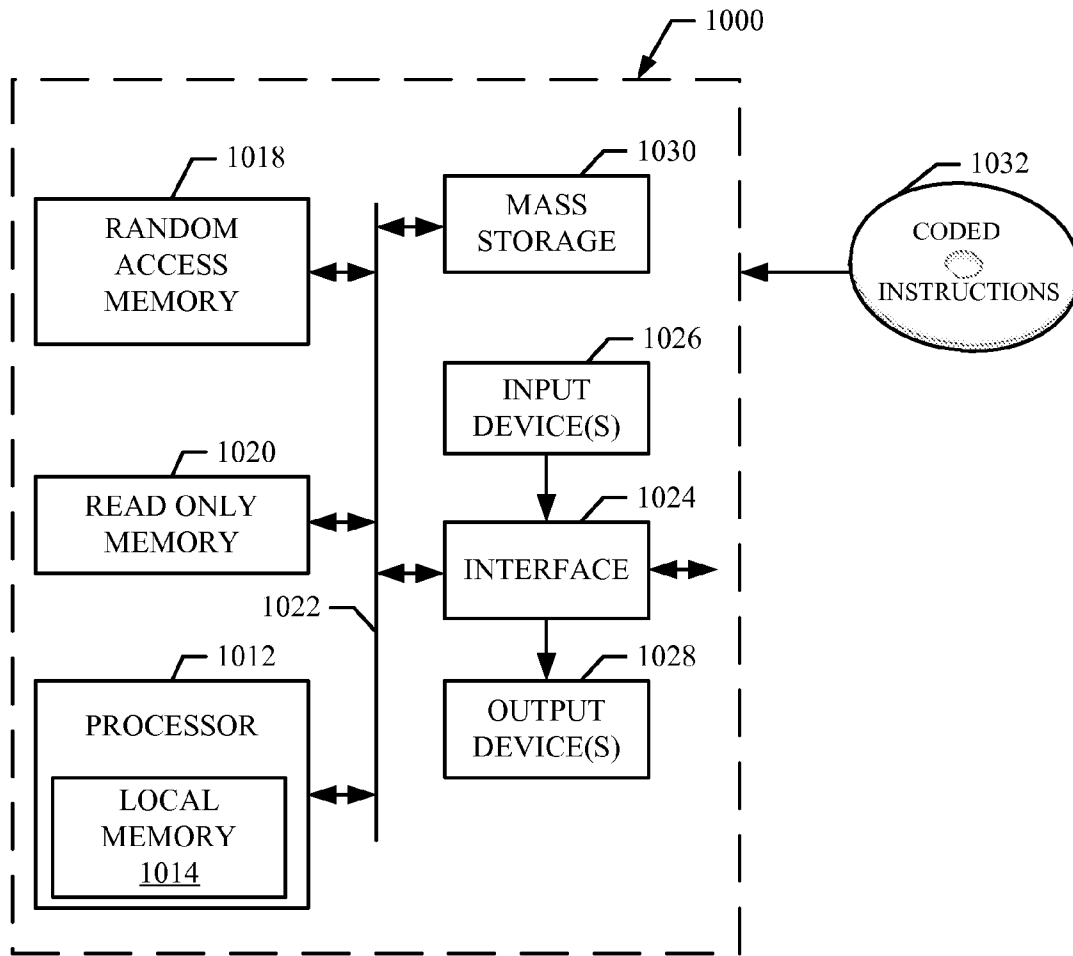 1000
1018
RANDOM
ACCESS
MEMORY
1030
MASS
STORAGE
1032
CODED
INSTRUCTIONS
1026
INPUT
DEVICE(S)
1020
READ ONLY
MEMORY
1024
INTERFACE
1022
1012
PROCESSOR
LOCAL
MEMORY
1014
1028
OUTPUT
DEVICE(S)